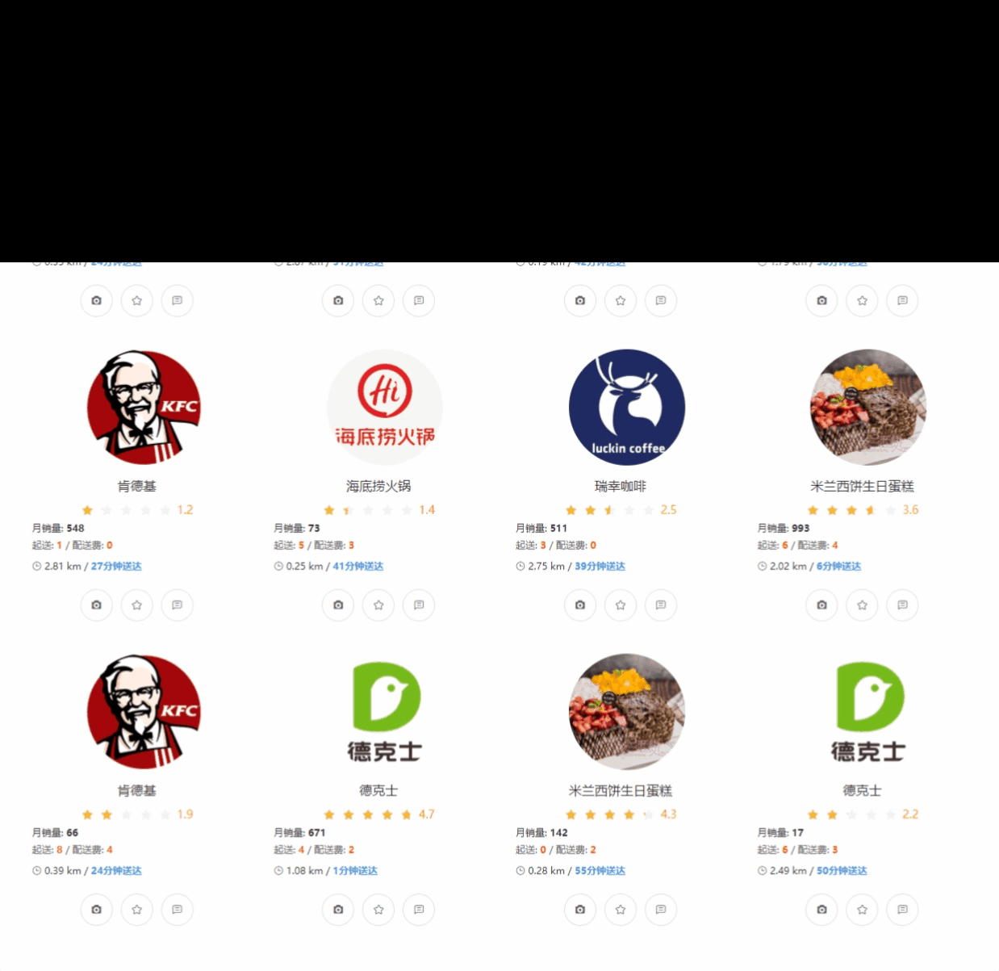 KFC
Hi
海底捞火锅
luckin coffee
肯德基
海底捞火锅
瑞幸咖啡
米兰西饼生日蛋糕
1.2
1.4
2.5
3.6
月销量: 548
月销量: 73
月销量: 511
月销量: 993
起送: 1 / 配送费: 0
起送: 5 / 配送费: 3
起送: 3 / 配送费: 0
起送: 6 / 配送费: 4
2.81 km / 27分钟送达
0.25 km / 41分钟送达
2.75 km / 39分钟送达
2.02 km / 6分钟送达
KFC
德克士
德克士
肯德基
德克士
米兰西饼生日蛋糕
德克士
1.9
4.7
4.3
2.2
月销量: 66
月销量: 671
月销量: 142
月销量: 17
起送: 8 / 配送费: 4
起送: 4 / 配送费: 2
起送: 0 / 配送费: 2
起送: 6 / 配送费: 3
0.39 km / 24分钟送达
1.08 km / 1分钟送达
0.28 km / 55分钟送达
2.49 km / 50分钟送达